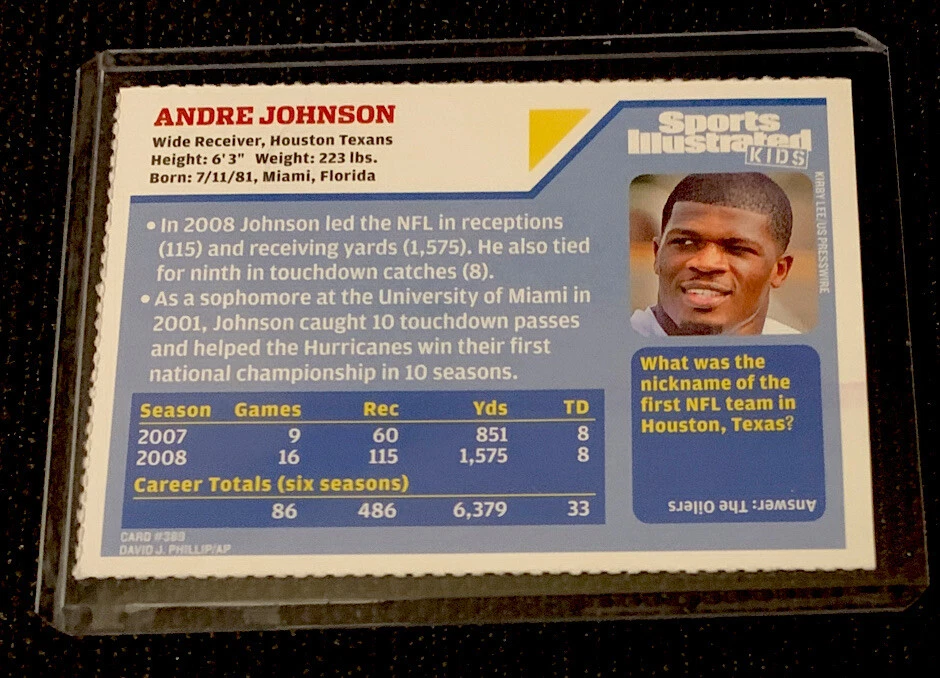 ANDRE JOHNSON
Wide Receiver, Houston Texans
Height: 6'3" Weight: 223 lbs.
Born: 7/11/81, Miami, Florida
Sports
Illustrated
KIDS
KIRBY LEE/US PRESSWIRE
• In 2008 Johnson led the NFL in receptions
(115) and receiving yards (1,575). He also tied
for ninth in touchdown catches (8).
• As a sophomore at the University of Miami in
2001, Johnson caught 10 touchdown passes
and helped the Hurricanes win their first
national championship in 10 seasons.
Season Games Rec Yds TD
2007 9 60 851 8
2008 16 115 1,575 8
Career Totals (six seasons)
86 486 6,379 33
What was the
nickname of the
first NFL team in
Houston, Texas?
Answer: The Oilers
CARD #389
DAVID J. PHILLIP/AP